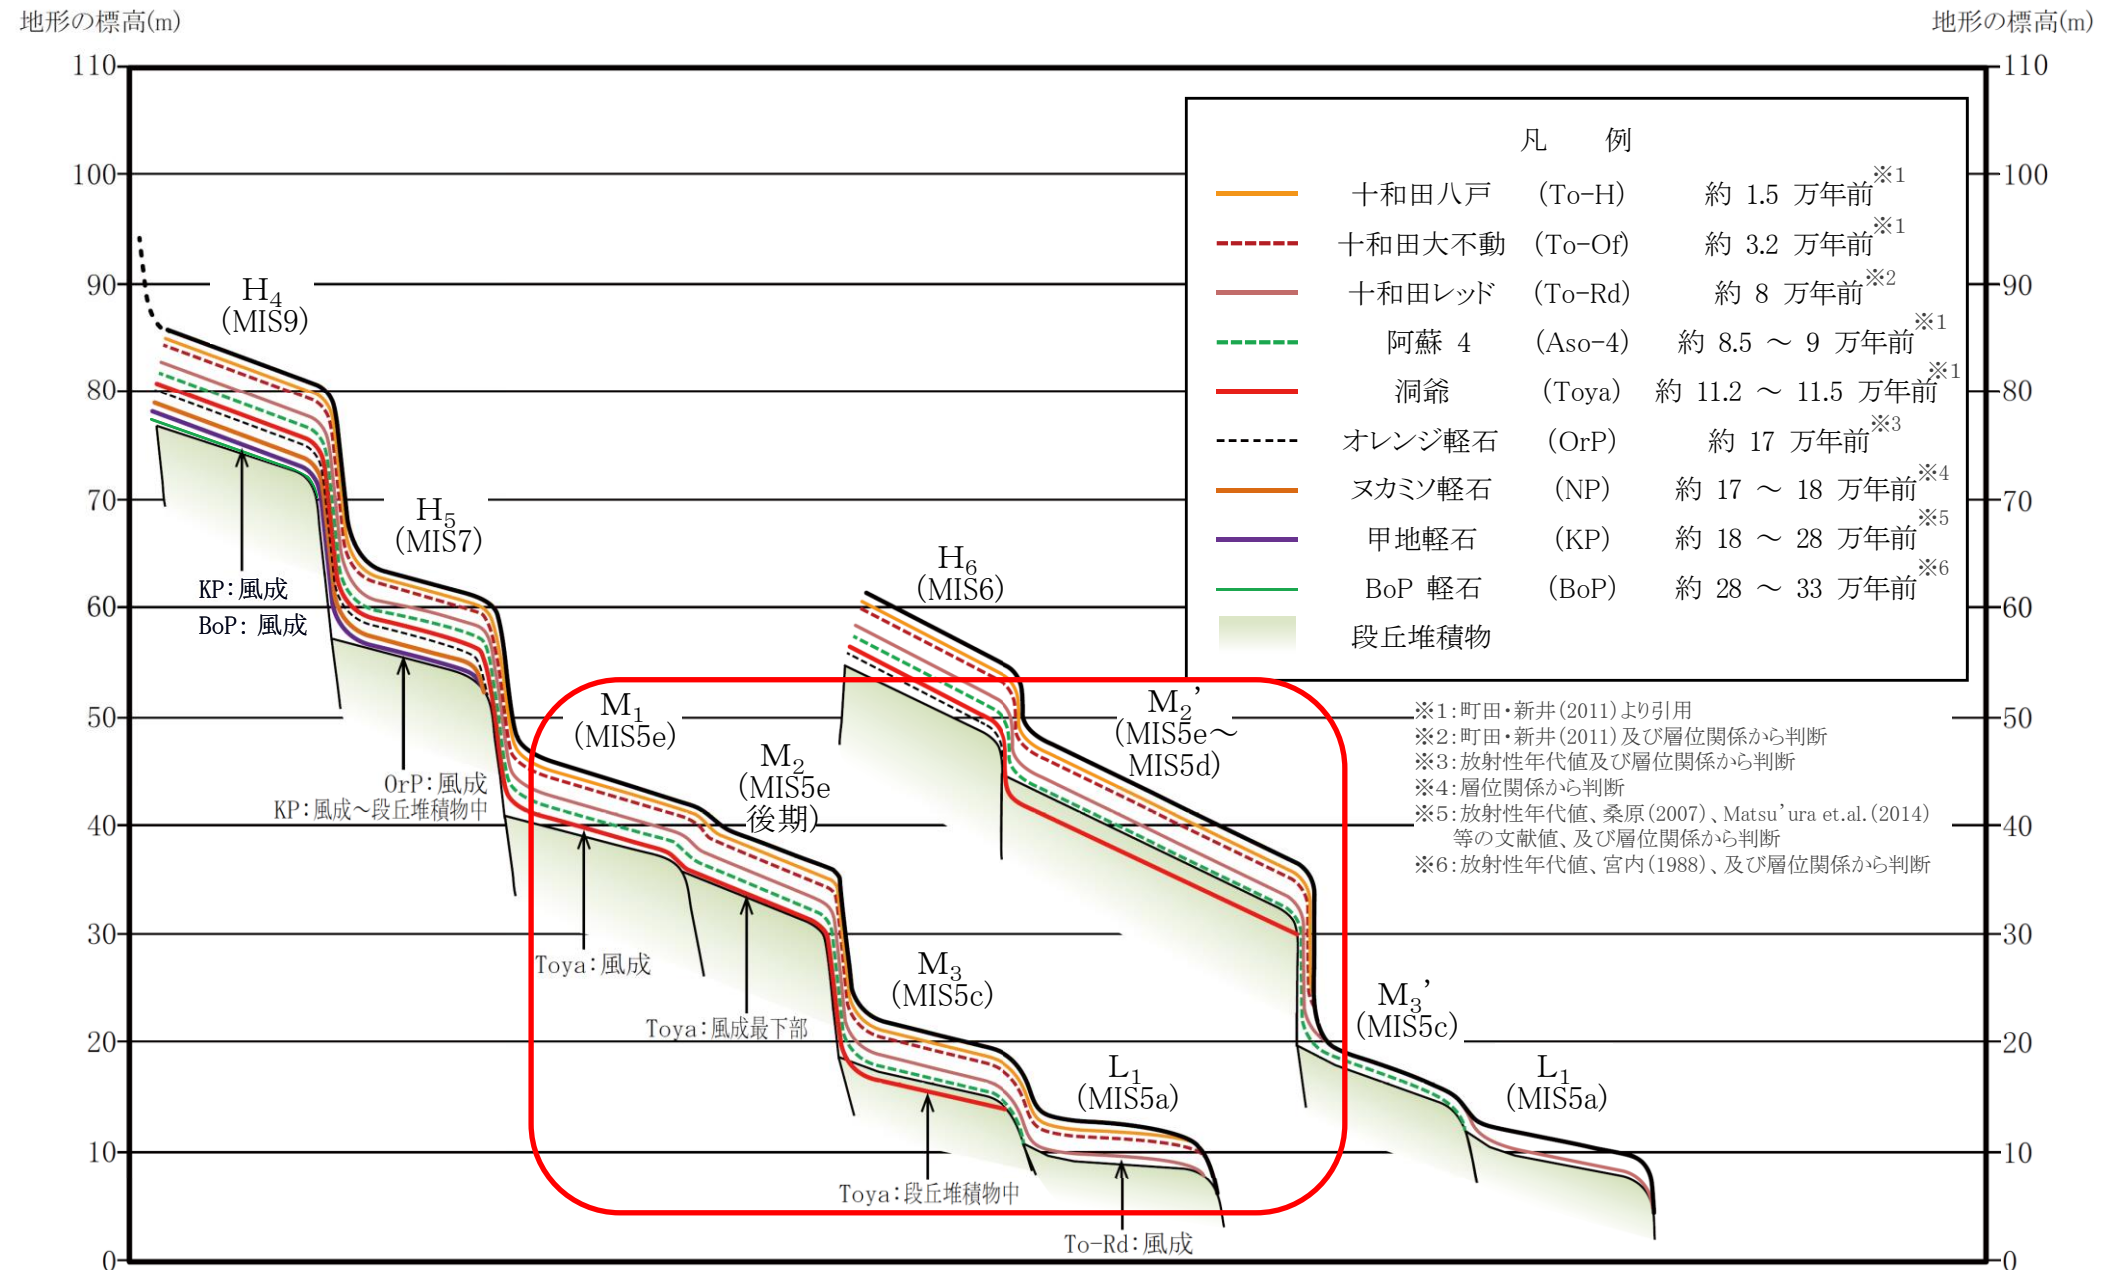 地形の標高(m)
地形の標高(m)
110
100
90
80
70
60
50
40
30
20
10
0
110
100
90
80
70
60
50
40
30
20
10
0
凡 例
十和田八戸 (To-H) 約 1.5 万年前※1
十和田大不動 (To-Of) 約 3.2 万年前※1
十和田レッド (To-Rd) 約 8 万年前※2
阿蘇 4 (Aso-4) 約 8.5 ～ 9 万年前※1
洞爺 (Toya) 約 11.2 ～ 11.5 万年前※1
オレンジ軽石 (OrP) 約 17 万年前※3
ヌカミソ軽石 (NP) 約 17 ～ 18 万年前※4
甲地軽石 (KP) 約 18 ～ 28 万年前※5
BoP 軽石 (BoP) 約 28 ～ 33 万年前※6
段丘堆積物
※1：町田・新井(2011)より引用
※2：町田・新井(2011)及び層位関係から判断
※3：放射性年代値及び層位関係から判断
※4：層位関係から判断
※5：放射性年代値、桑原(2007)、Matsu'ura et.al.(2014)
等の文献値、及び層位関係から判断
※6：放射性年代値、宮内(1988)、及び層位関係から判断
H4
(MIS9)
KP：風成
BoP：風成
H5
(MIS7)
OrP：風成
KP：風成～段丘堆積物中
H6
(MIS6)
M1
(MIS5e)
Toya：風成
M2
(MIS5e
後期)
Toya：風成最下部
M2'
(MIS5e～
MIS5d)
M3
(MIS5c)
Toya：段丘堆積物中
L1
(MIS5a)
To-Rd：風成
M3'
(MIS5c)
L1
(MIS5a)